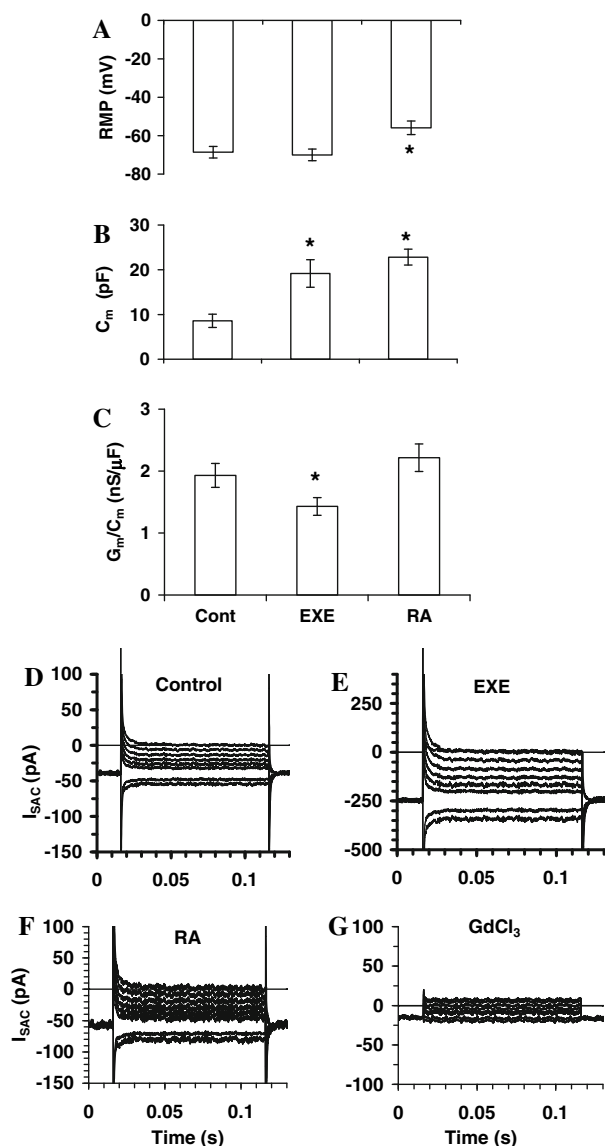 A
RMP (mV)
0
-20
-40
-60
-80
*
B
Cm (pF)
30
20
10
0
*
*
C
Gm/Cm (nS/μF)
3
2
1
0
*
Cont EXE RA
D
Control
ISAC (pA)
100
50
0
-50
-100
-150
0 0.05 0.1
E
EXE
250
0
-250
-500
0 0.05 0.1
F
RA
ISAC (pA)
100
50
0
-50
-100
-150
0 0.05 0.1
Time (s)
G
GdCl3
100
50
0
-50
-100
0 0.05 0.1
Time (s)